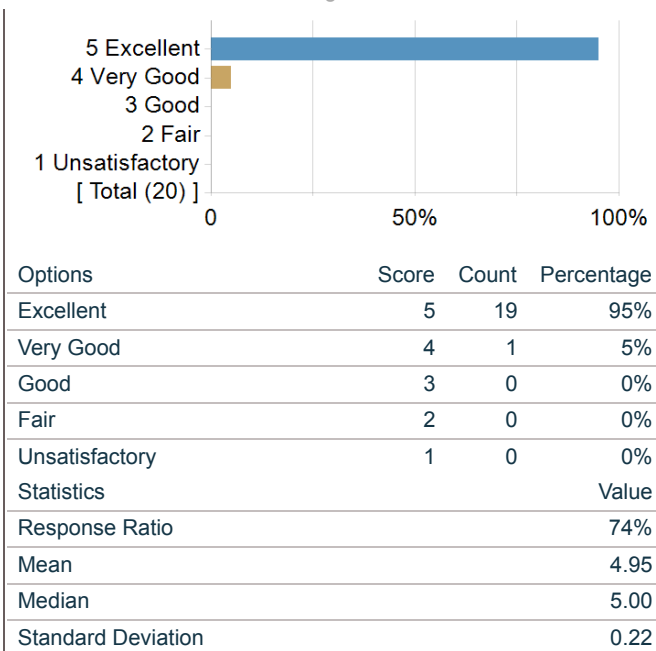 5 Excellent
4 Very Good
3 Good
2 Fair
1 Unsatisfactory
[ Total (20) ]
0 50% 100%
Options Score Count Percentage
Excellent 5 19 95%
Very Good 4 1 5%
Good 3 0 0%
Fair 2 0 0%
Unsatisfactory 1 0 0%
Statistics Value
Response Ratio 74%
Mean 4.95
Median 5.00
Standard Deviation 0.22